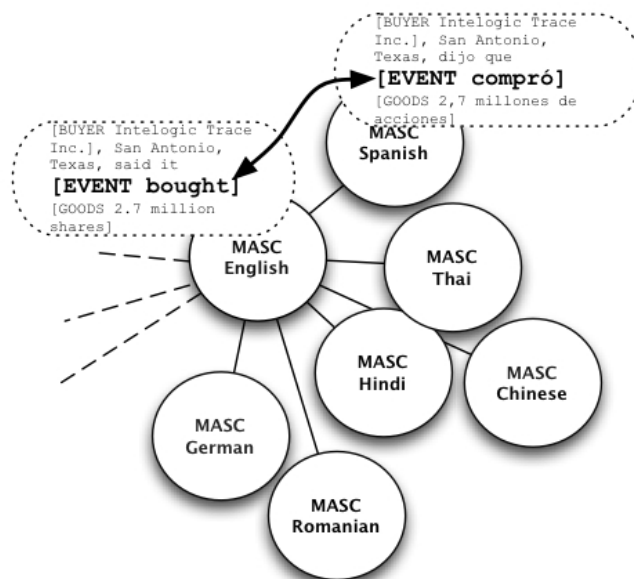 [BUYER Intelogic Trace
Inc.], San Antonio,
Texas, dijo que
[EVENT compró]
[GOODS 2,7 millones de
acciones]
MASC
Spanish
[BUYER Intelogic Trace
Inc.], San Antonio,
Texas, said it
[EVENT bought]
[GOODS 2.7 million
shares]
MASC
English
MASC
Thai
MASC
Hindi
MASC
Chinese
MASC
German
MASC
Romanian